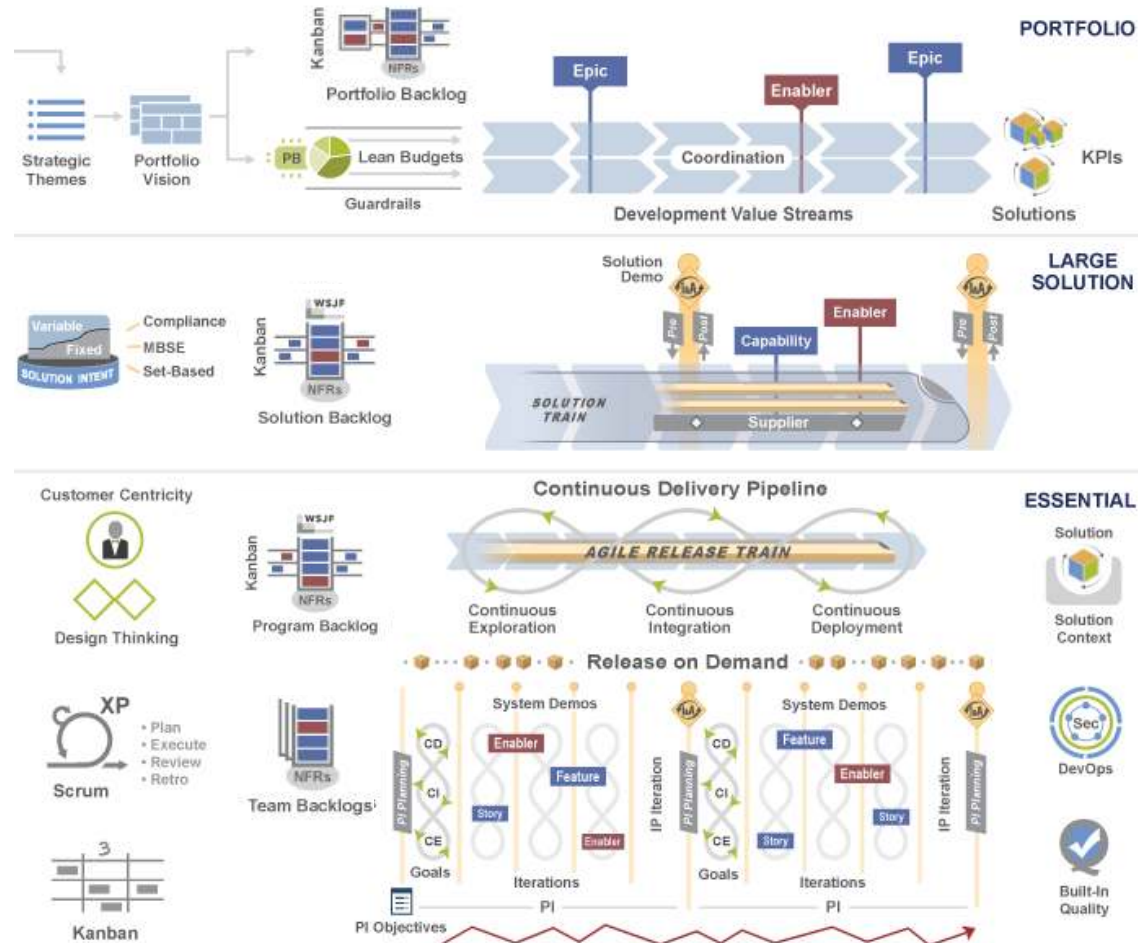 PORTFOLIO
Kanban
NFRs
Portfolio Backlog
Epic
Enabler
Epic
Strategic
Themes
Portfolio
Vision
PB
Lean Budgets
Guardrails
Coordination
Development Value Streams
KPIs
Solutions
LARGE
SOLUTION
Solution
Demo
I&A
Pre
Post
Capability
Enabler
I&A
Pre
Post
Variable
Fixed
SOLUTION INTENT
Compliance
MBSE
Set-Based
WSJF
Kanban
NFRs
Solution Backlog
SOLUTION
TRAIN
Supplier
ESSENTIAL
Customer Centricity
Design Thinking
WSJF
Kanban
NFRs
Program Backlog
Continuous Delivery Pipeline
AGILE RELEASE TRAIN
Continuous
Exploration
Continuous
Integration
Continuous
Deployment
Solution
Solution
Context
Release on Demand
XP
• Plan
• Execute
• Review
• Retro
Scrum
NFRs
Team Backlogs
PI Planning
CD
CI
CE
Goals
System Demos
Enabler
Feature
Story
Enabler
Iterations
IP Iteration
I&A
PI Planning
CD
CI
CE
Goals
System Demos
Feature
Enabler
Story
Story
Iterations
IP Iteration
I&A
PI Planning
Sec
DevOps
3
Kanban
PI Objectives
PI
PI
Built-In
Quality